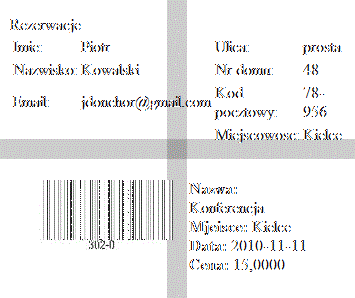 Rezerwacje
Imie: Piotr
Nazwisko: Kowalski
Email: jdonchor@gmail.com
Ulica: prosta
Nr domu: 48
Kod pocztowy: 78-956
Miejscowosc: Kielce
302-0
Nazwa:
Konferencja
Mjeisce: Kielce
Data: 2010-11-11
Cena: 15,0000